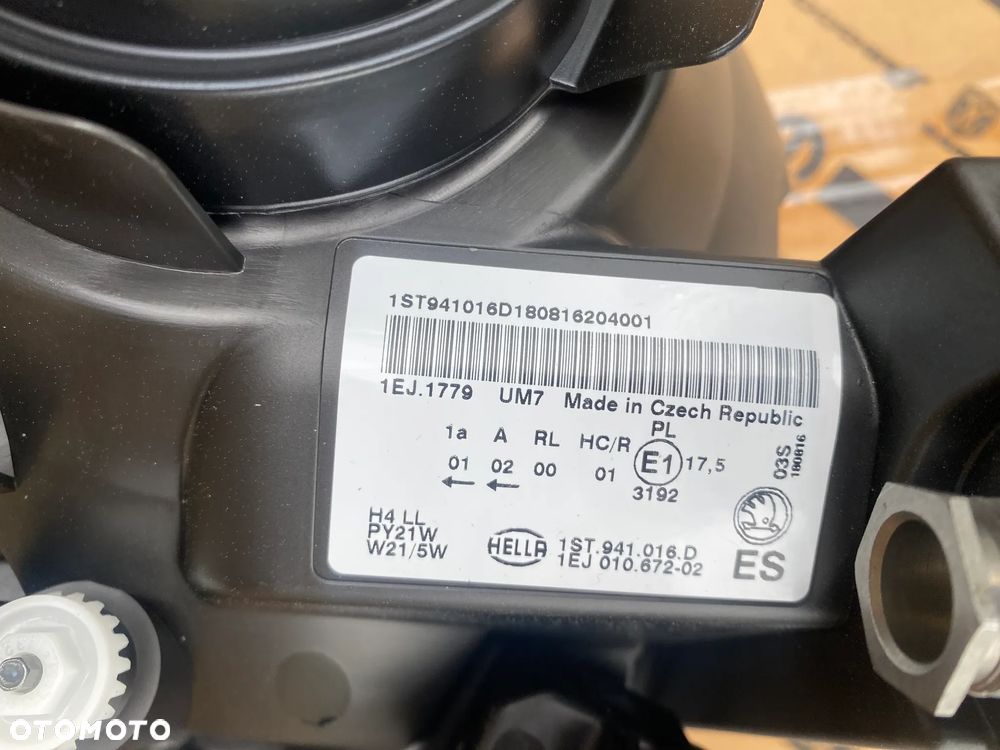 1ST941016D180816204001
1EJ.1779 UM7 Made in Czech Republic
1a A RL HC/R PL
01 02 00 01 E1 17,5
← ←
3192
03S
180816
H4 LL
PY21W
W21/5W
HELLA
1ST.941.016.D
1EJ 010.672-02
ES
OTOMOTO